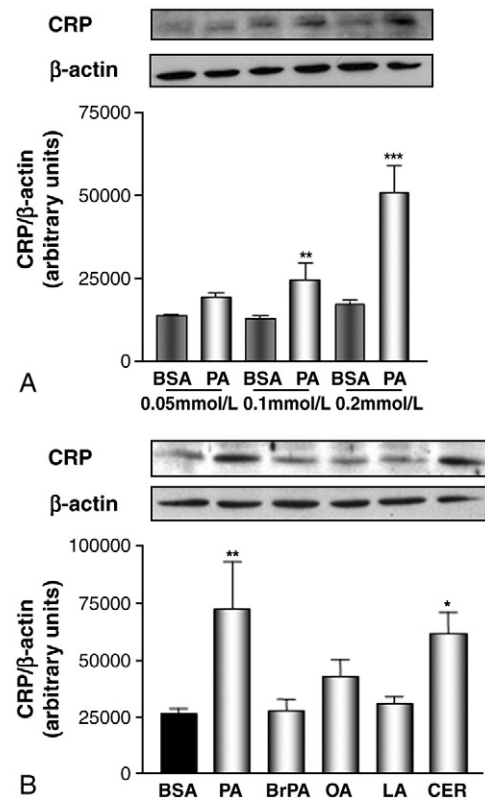 CRP
β-actin
75000
50000
25000
0
CRP/β-actin
(arbitrary units)
**
***
BSA PA BSA PA BSA PA
0.05mmol/L 0.1mmol/L 0.2mmol/L
A
CRP
β-actin
100000
75000
50000
25000
0
CRP/β-actin
(arbitrary units)
**
*
BSA PA BrPA OA LA CER
B